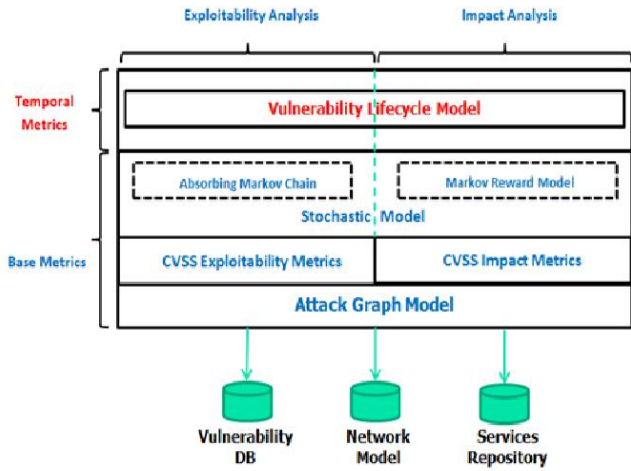 Exploitability Analysis
Impact Analysis
Temporal
Metrics
Vulnerability Lifecycle Model
Absorbing Markov Chain
Markov Reward Model
Stochastic Model
Base Metrics
CVSS Exploitability Metrics
CVSS Impact Metrics
Attack Graph Model
Vulnerability
DB
Network
Model
Services
Repository